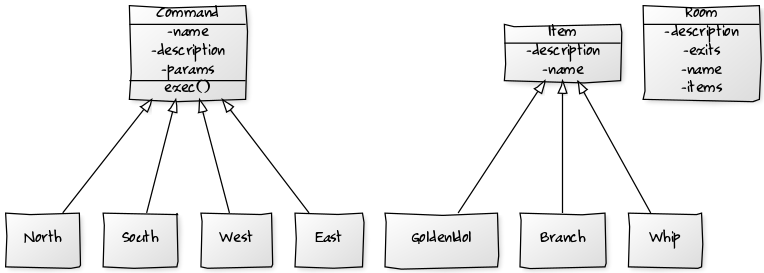 Command
-name
-description
-params
exec()
Item
-description
-name
Room
-description
-exits
-name
-items
North
South
West
East
GoldenIdol
Branch
Whip